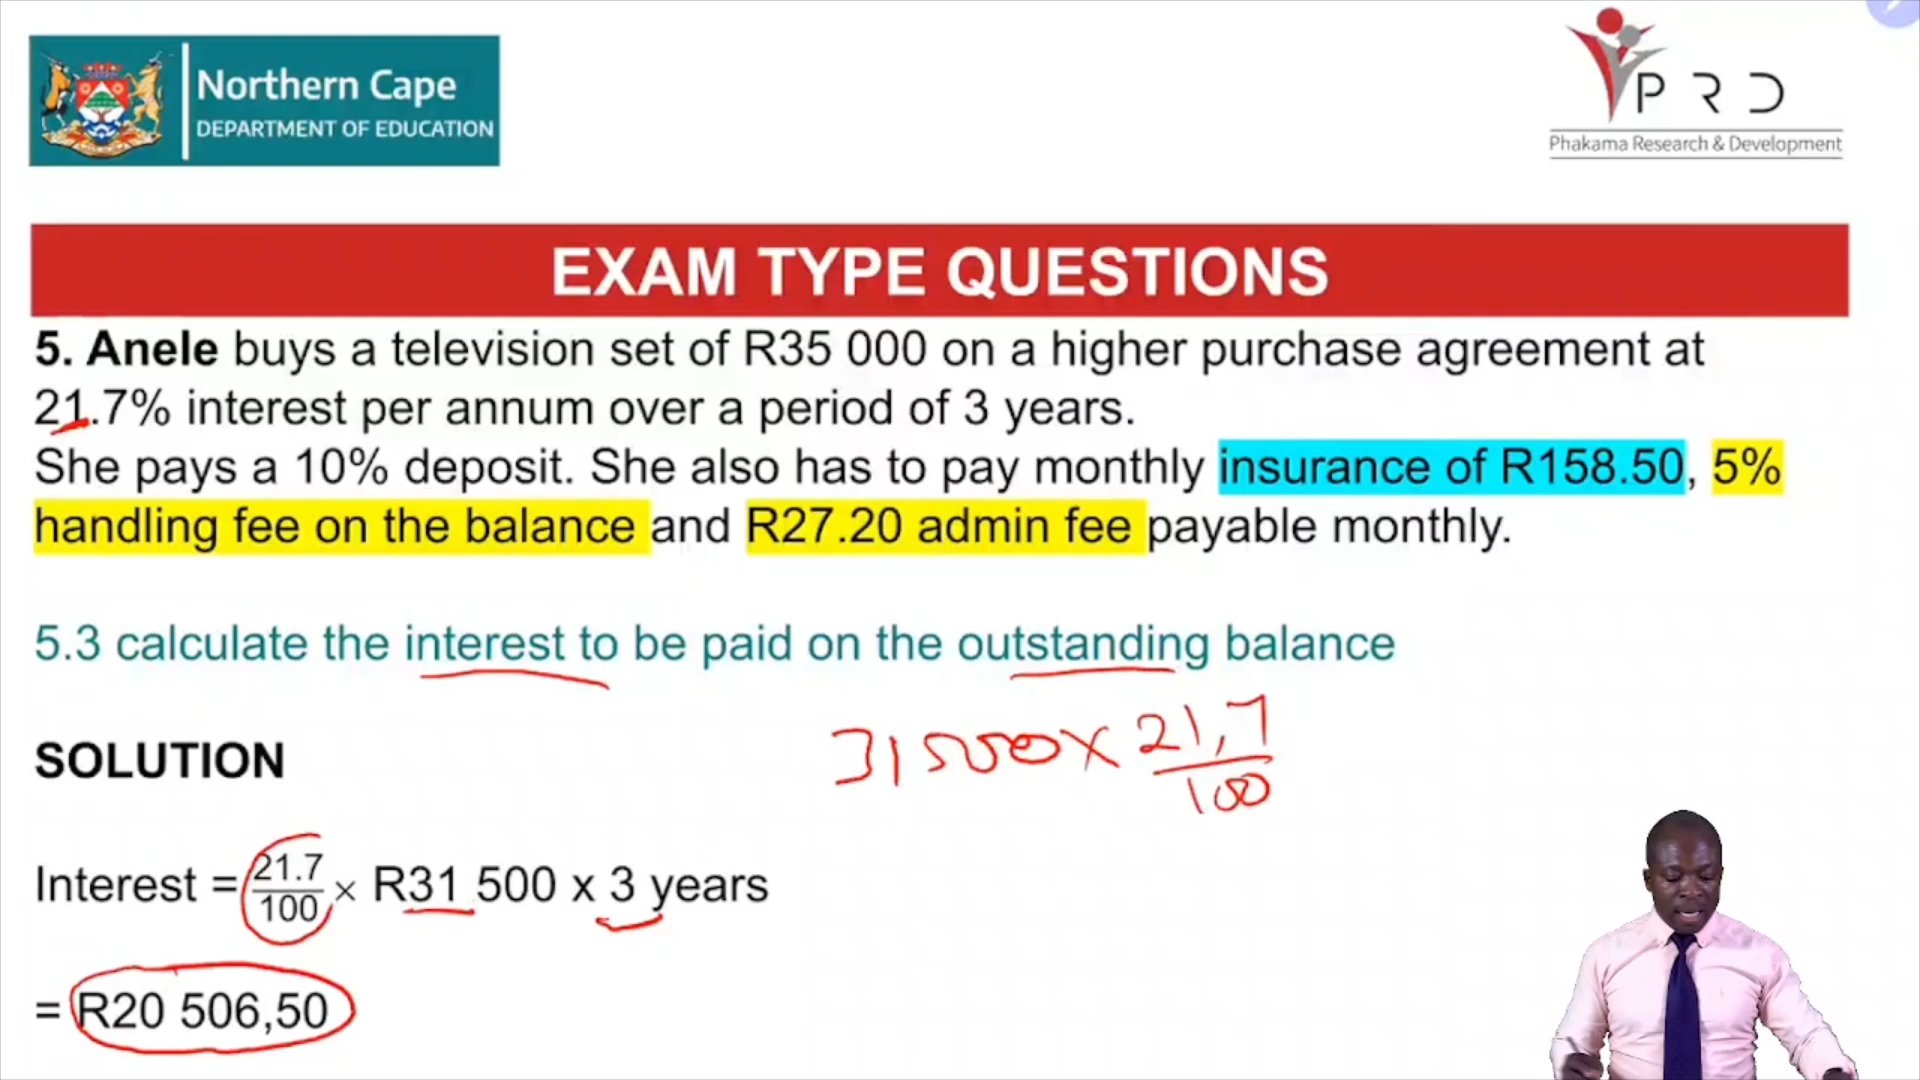 Northern Cape
DEPARTMENT OF EDUCATION
PRD
Phakama Research & Development
EXAM TYPE QUESTIONS
5. Anele buys a television set of R35 000 on a higher purchase agreement at
21.7% interest per annum over a period of 3 years.
She pays a 10% deposit. She also has to pay monthly insurance of R158.50, 5%
handling fee on the balance and R27.20 admin fee payable monthly.
5.3 calculate the interest to be paid on the outstanding balance
31500 x 21,7
100
SOLUTION
Interest = 21.7/100 × R31 500 x 3 years
= R20 506,50